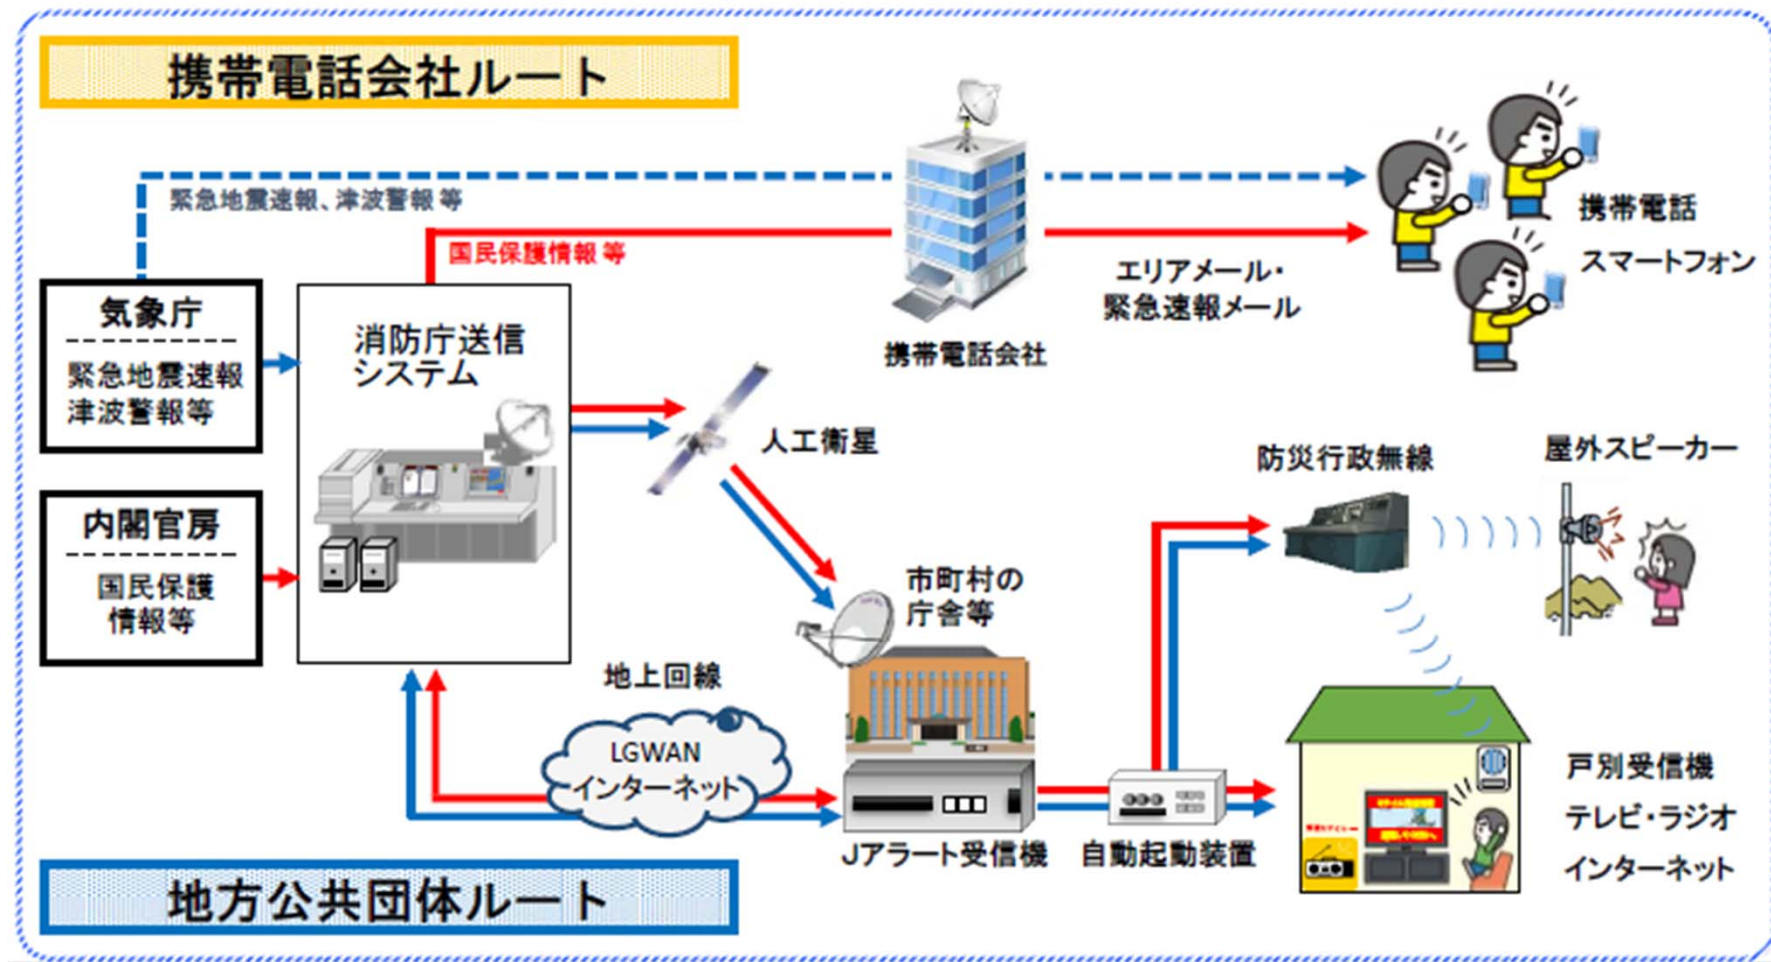 携帯電話会社ルート
緊急地震速報、津波警報 等
国民保護情報 等
気象庁
緊急地震速報
津波警報等
内閣官房
国民保護
情報等
消防庁送信
システム
携帯電話会社
エリアメール・
緊急速報メール
携帯電話
スマートフォン
人工衛星
市町村の
庁舎等
地上回線
LGWAN
インターネット
Jアラート受信機
自動起動装置
防災行政無線
屋外スピーカー
戸別受信機
テレビ・ラジオ
インターネット
地方公共団体ルート